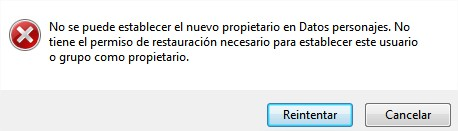 No se puede establecer el nuevo propietario en Datos personajes. No
tiene el permiso de restauración necesario para establecer este usuario
o grupo como propietario.
Reintentar
Cancelar